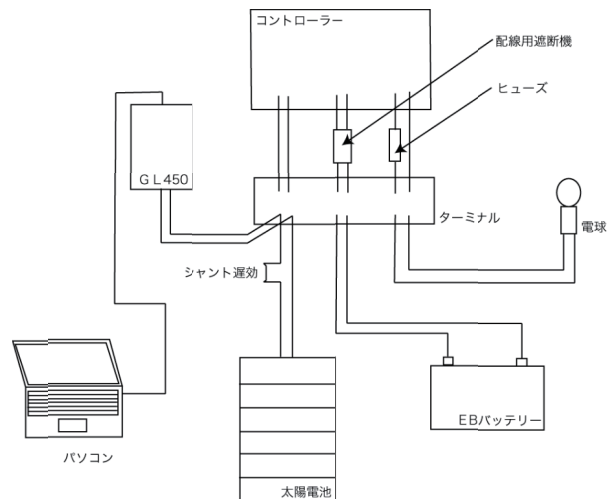 コントローラー
配線用遮断機
ヒューズ
ＧＬ450
ターミナル
電球
シャント遅効
EBバッテリー
パソコン
太陽電池